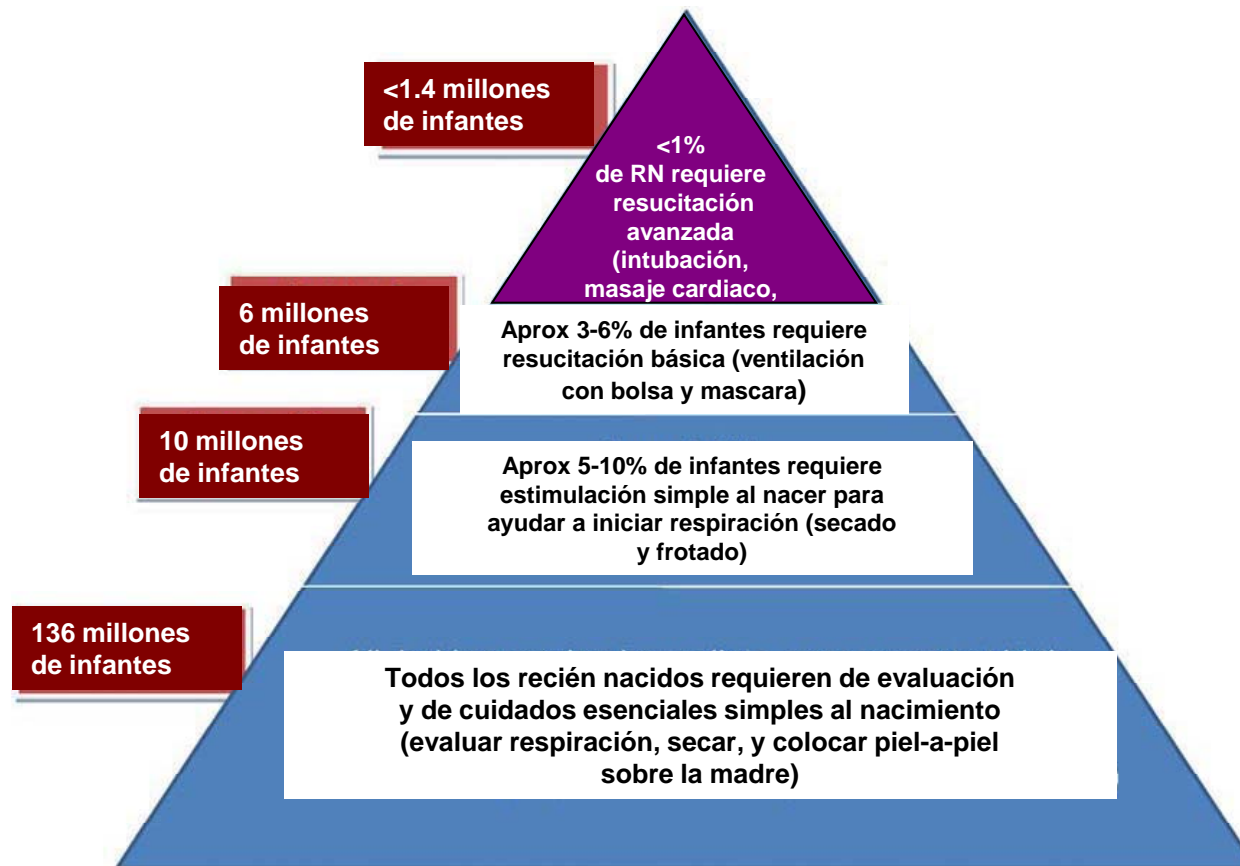 <1.4 millones
de infantes
<1%
de RN requiere
resucitación
avanzada
(intubación,
masaje cardiaco,
6 millones
de infantes
Aprox 3-6% de infantes requiere
resucitación básica (ventilación
con bolsa y mascara)
10 millones
de infantes
Aprox 5-10% de infantes requiere
estimulación simple al nacer para
ayudar a iniciar respiración (secado
y frotado)
136 millones
de infantes
Todos los recién nacidos requieren de evaluación
y de cuidados esenciales simples al nacimiento
(evaluar respiración, secar, y colocar piel-a-piel
sobre la madre)